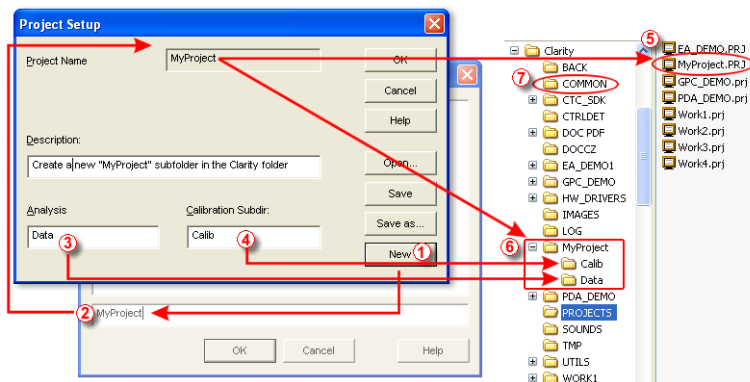 Project Setup
Project Name
MyProject
OK
Cancel
Help
Description:
Create a new "MyProject" subfolder in the Clarity folder
Open...
Save
Analysis
Calibration Subdir:
Save as...
Data
3
Calib
4
New
1
2
MyProject
OK
Cancel
Help
Clarity
BACK
7
COMMON
CTC_SDK
CTRLDET
DOC PDF
DOCCZ
EA_DEMO1
GPC_DEMO
HW_DRIVERS
IMAGES
LOG
6
MyProject
Calib
Data
PDA_DEMO
PROJECTS
SOUNDS
TMP
UTILS
WORK1
5
EA_DEMO.PRJ
MyProject.PRJ
GPC_DEMO.prj
PDA_DEMO.prj
Work1.prj
Work2.prj
Work3.prj
Work4.prj